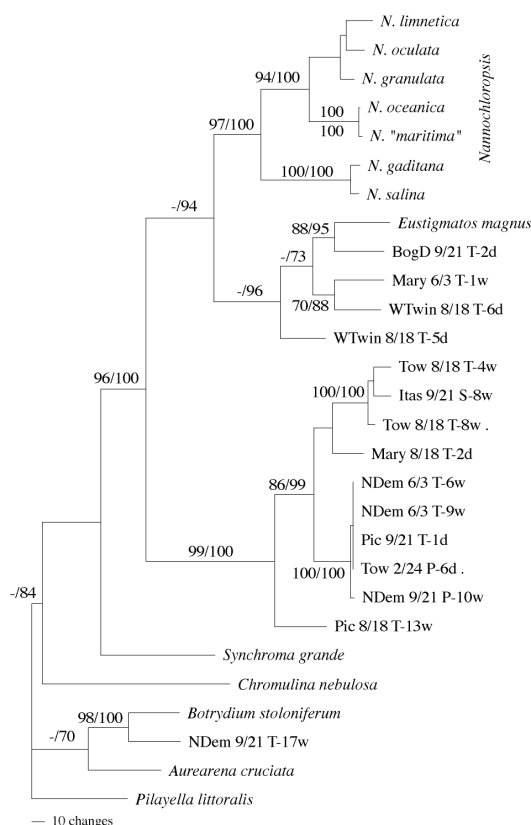 N. limnetica
N. oculata
94/100
N. granulata
Nannochloropsis
100
N. oceanica
97/100
100
N. "maritima"
100/100
N. gaditana
N. salina
-/94
88/95
Eustigmatos magnus
-/73
BogD 9/21 T-2d
Mary 6/3 T-1w
-/96
70/88
WTwin 8/18 T-6d
WTwin 8/18 T-5d
Tow 8/18 T-4w
96/100
100/100
Itas 9/21 S-8w
Tow 8/18 T-8w .
Mary 8/18 T-2d
86/99
NDem 6/3 T-6w
NDem 6/3 T-9w
Pic 9/21 T-1d
99/100
100/100
Tow 2/24 P-6d .
NDem 9/21 P-10w
-/84
Pic 8/18 T-13w
Synchroma grande
Chromulina nebulosa
98/100
Botrydium stoloniferum
-/70
NDem 9/21 T-17w
Aurearena cruciata
Pilayella littoralis
10 changes